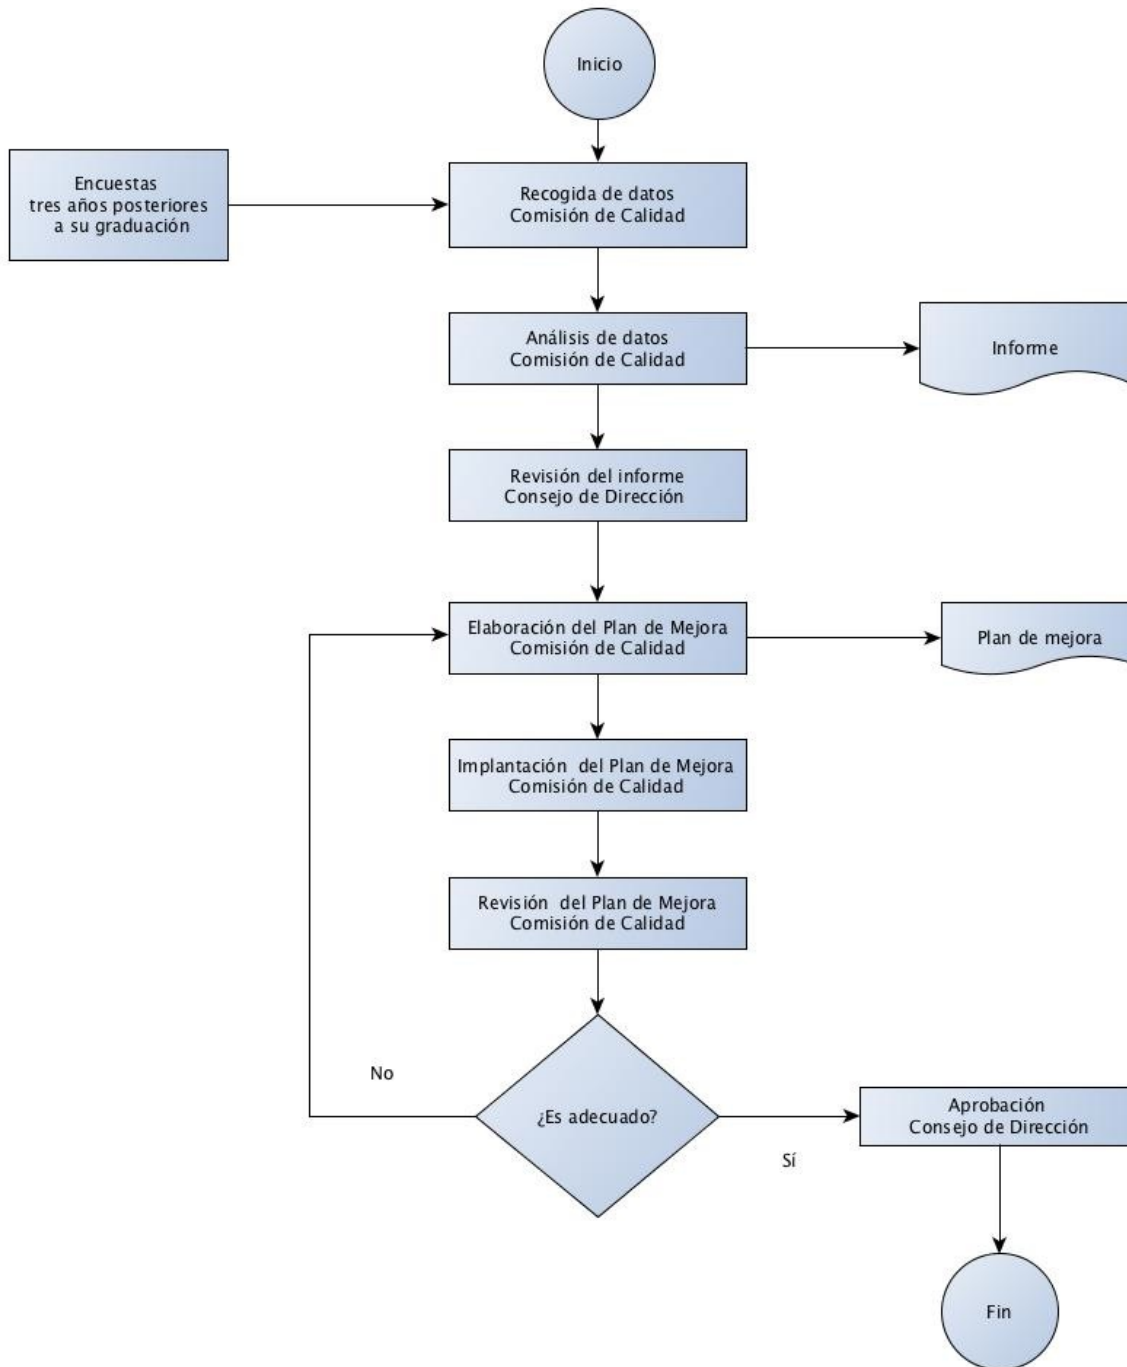 Inicio
Encuestas
tres años posteriores
a su graduación
Recogida de datos
Comisión de Calidad
Análisis de datos
Comisión de Calidad
Informe
Revisión del informe
Consejo de Dirección
Elaboración del Plan de Mejora
Comisión de Calidad
Plan de mejora
Implantación del Plan de Mejora
Comisión de Calidad
Revisión del Plan de Mejora
Comisión de Calidad
No
¿Es adecuado?
Sí
Aprobación
Consejo de Dirección
Fin